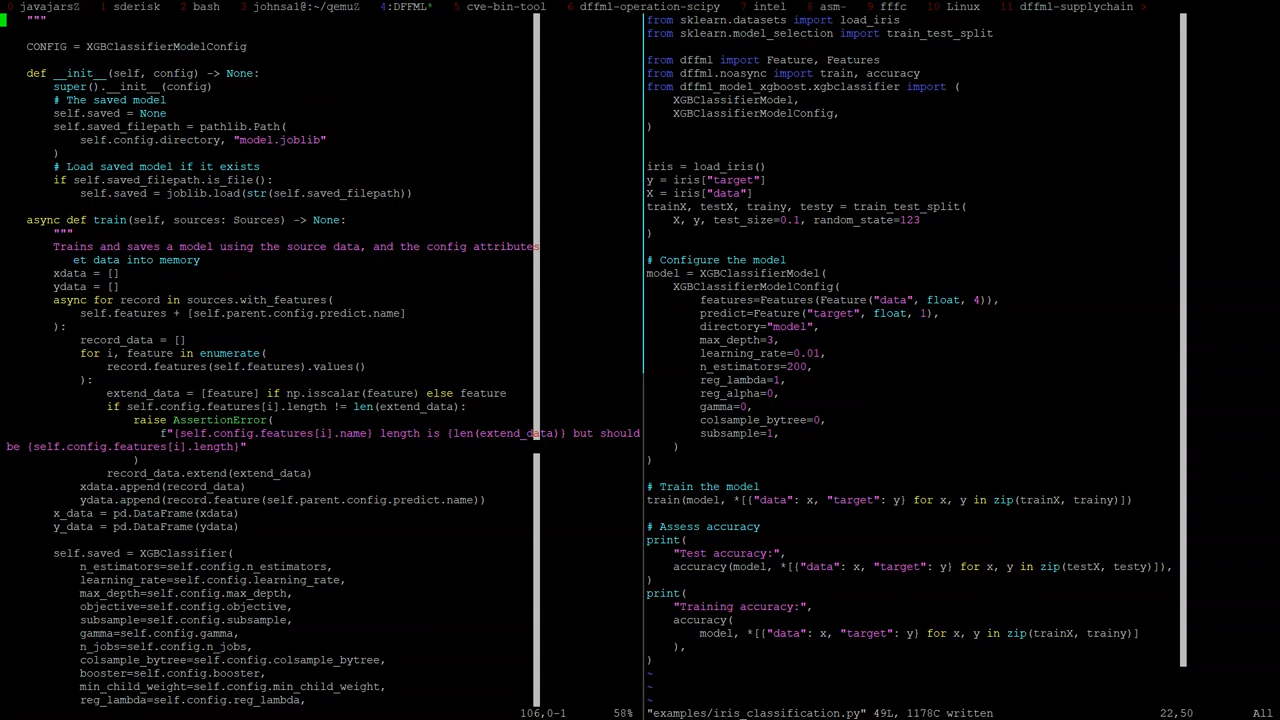 0 javajarsZ  1 sderisk  2 bash  3 johnsa1@:~/qemuZ  4:DFFML*  5 cve-bin-tool  6 dffml-operation-scipy  7 intel  8 asm-  9 fffc  10 Linux  11 dffml-supplychain >
"""
CONFIG = XGBClassifierModelConfig
def __init__(self, config) -> None:
super().__init__(config)
# The saved model
self.saved = None
self.saved_filepath = pathlib.Path(
self.config.directory, "model.joblib"
)
# Load saved model if it exists
if self.saved_filepath.is_file():
self.saved = joblib.load(str(self.saved_filepath))
async def train(self, sources: Sources) -> None:
"""
Trains and saves a model using the source data, and the config attributes
et data into memory
xdata = []
ydata = []
async for record in sources.with_features(
self.features + [self.parent.config.predict.name]
):
record_data = []
for i, feature in enumerate(
record.features(self.features).values()
):
extend_data = [feature] if np.isscalar(feature) else feature
if self.config.features[i].length != len(extend_data):
raise AssertionError(
f"{self.config.features[i].name} length is {len(extend_data)} but should
be {self.config.features[i].length}"
)
record_data.extend(extend_data)
xdata.append(record_data)
ydata.append(record.feature(self.parent.config.predict.name))
x_data = pd.DataFrame(xdata)
y_data = pd.DataFrame(ydata)
self.saved = XGBClassifier(
n_estimators=self.config.n_estimators,
learning_rate=self.config.learning_rate,
max_depth=self.config.max_depth,
objective=self.config.objective,
subsample=self.config.subsample,
gamma=self.config.gamma,
n_jobs=self.config.n_jobs,
colsample_bytree=self.config.colsample_bytree,
booster=self.config.booster,
min_child_weight=self.config.min_child_weight,
reg_lambda=self.config.reg_lambda,
106,0-1  58%
from sklearn.datasets import load_iris
from sklearn.model_selection import train_test_split
from dffml import Feature, Features
from dffml.noasync import train, accuracy
from dffml_model_xgboost.xgbclassifier import (
XGBClassifierModel,
XGBClassifierModelConfig,
)
iris = load_iris()
y = iris["target"]
X = iris["data"]
trainX, testX, trainy, testy = train_test_split(
X, y, test_size=0.1, random_state=123
)
# Configure the model
model = XGBClassifierModel(
XGBClassifierModelConfig(
features=Features(Feature("data", float, 4)),
predict=Feature("target", float, 1),
directory="model",
max_depth=3,
learning_rate=0.01,
n_estimators=200,
reg_lambda=1,
reg_alpha=0,
gamma=0,
colsample_bytree=0,
subsample=1,
)
)
# Train the model
train(model, *[{"data": x, "target": y} for x, y in zip(trainX, trainy)])
# Assess accuracy
print(
"Test accuracy:",
accuracy(model, *[{"data": x, "target": y} for x, y in zip(testX, testy)]),
)
print(
"Training accuracy:",
accuracy(
model, *[{"data": x, "target": y} for x, y in zip(trainX, trainy)]
),
)
~
~
~
"examples/iris_classification.py" 49L, 1178C written  22,50  All